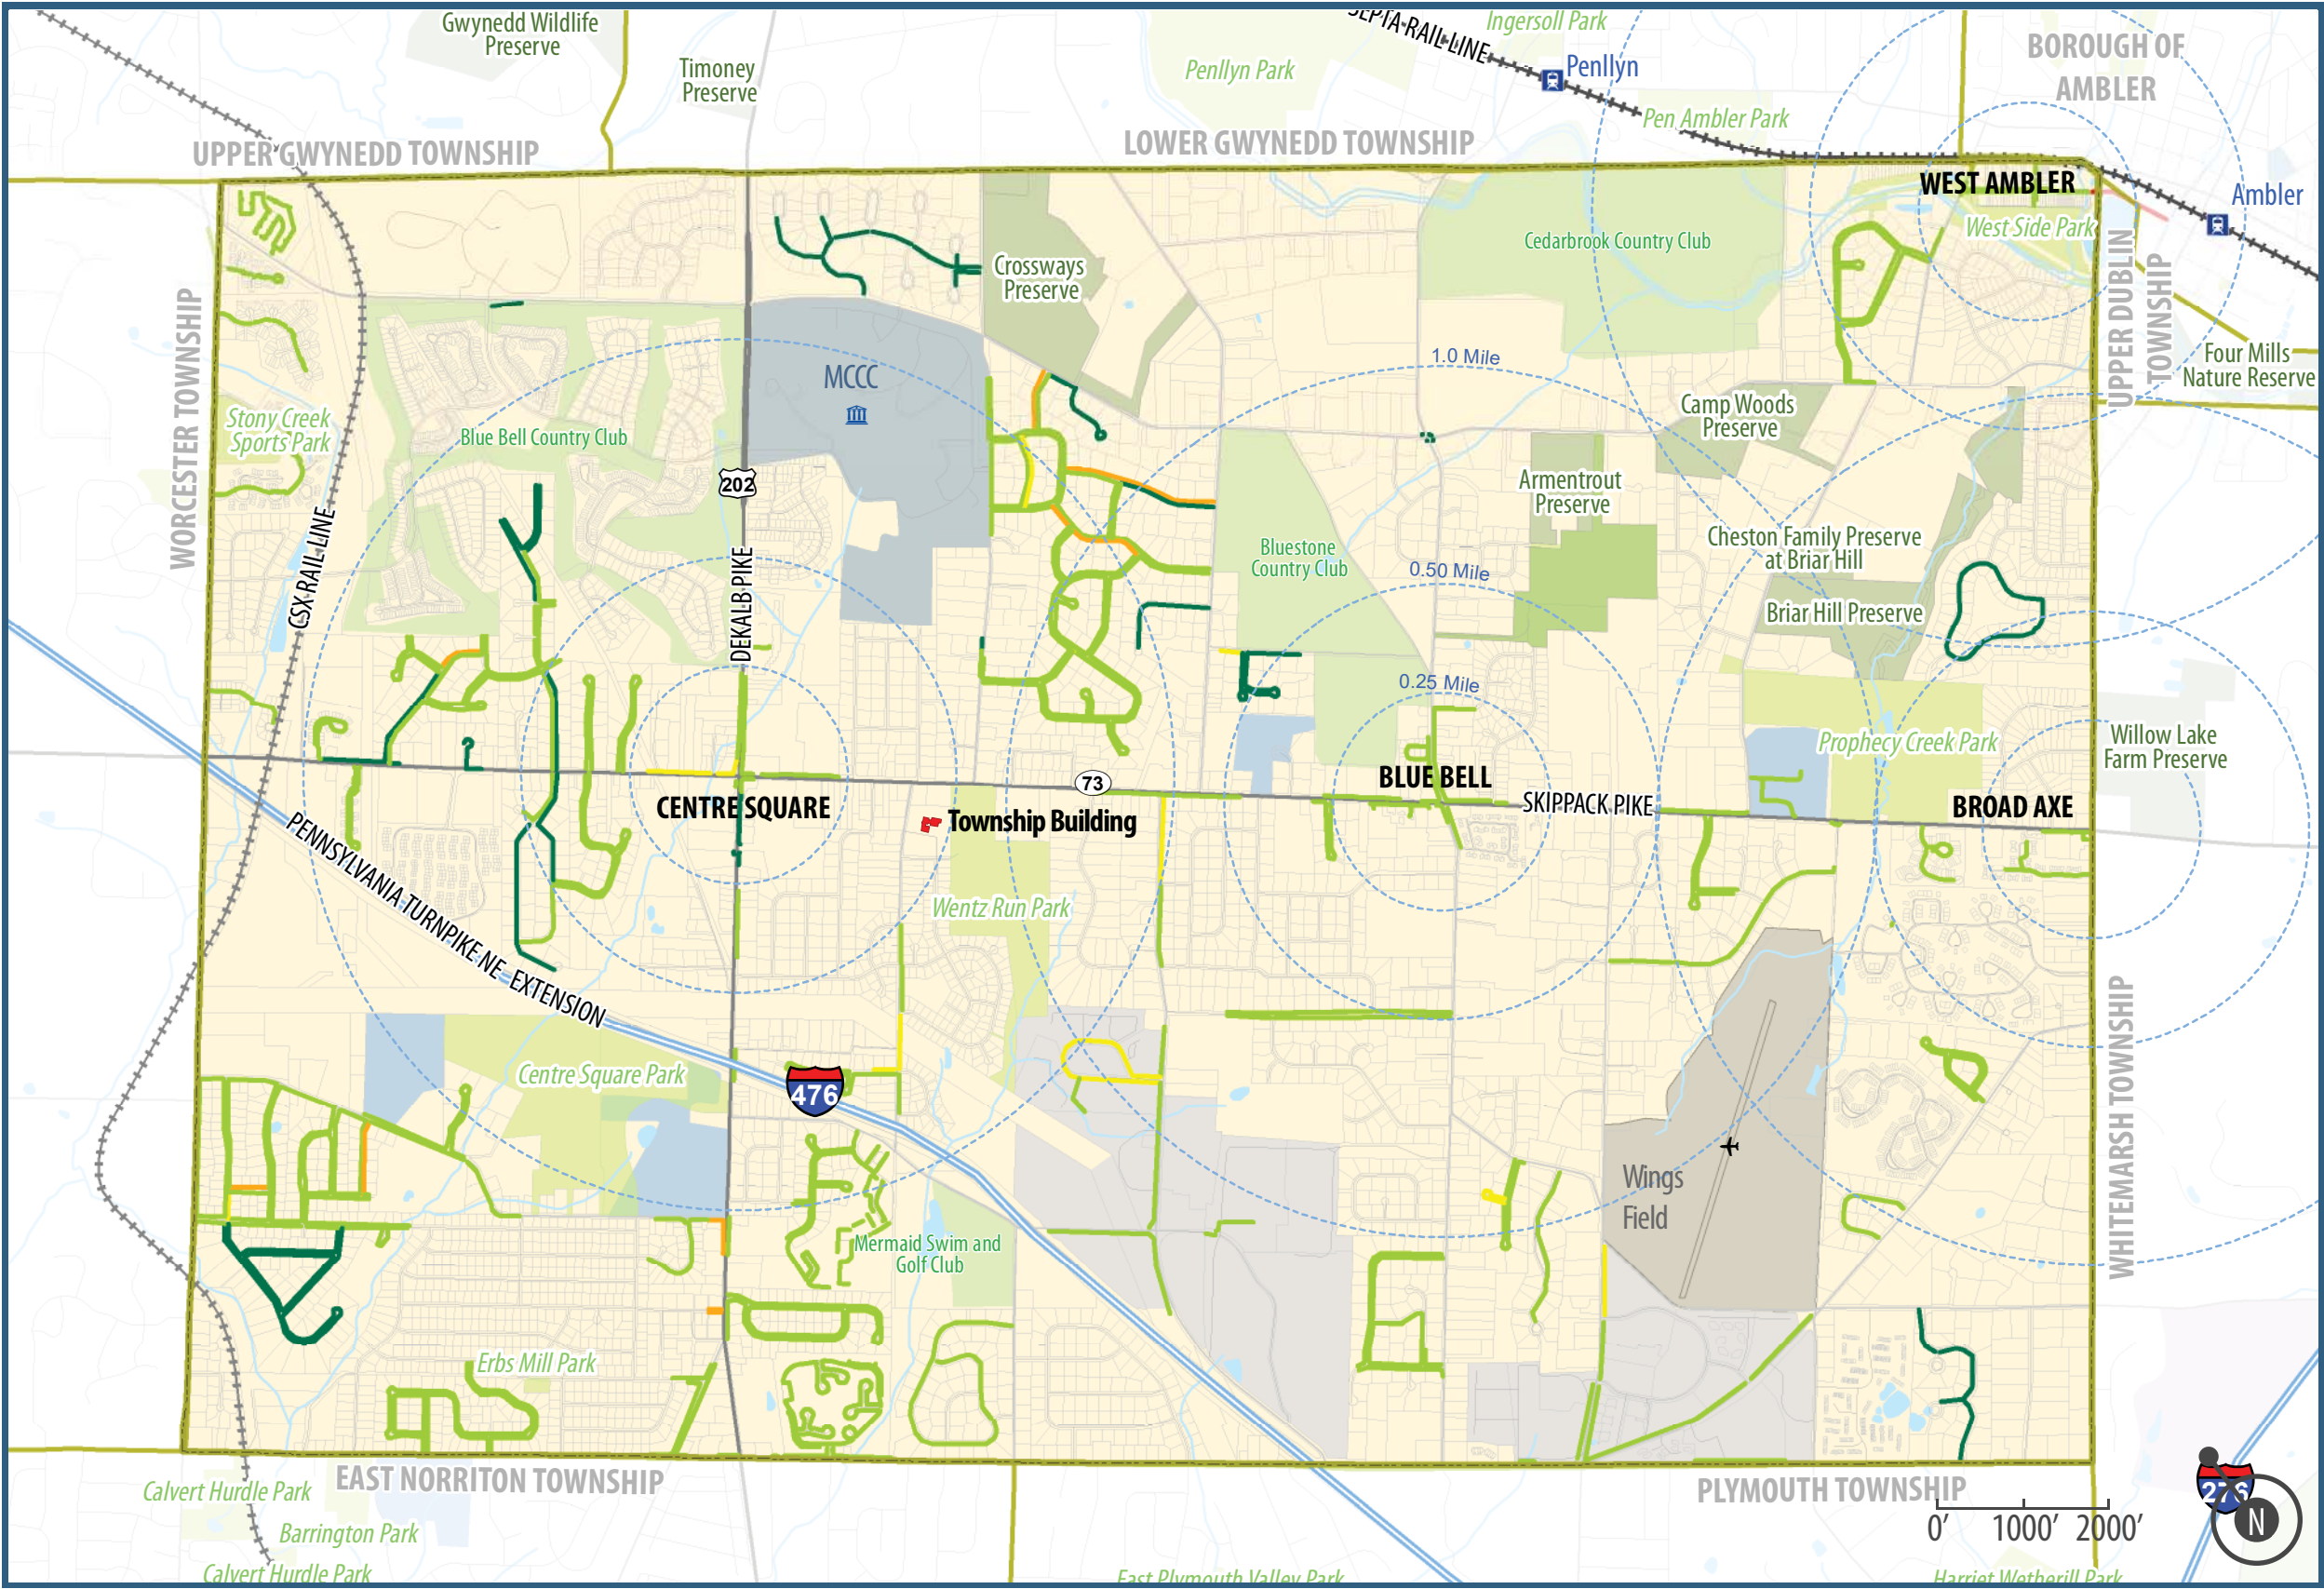 Gwynedd Wildlife
Preserve
Timoney
Preserve
SEPTA RAIL LINE
Ingersoll Park
Penllyn Park
Penllyn
BOROUGH OF
AMBLER
Pen Ambler Park
UPPER GWYNEDD TOWNSHIP
LOWER GWYNEDD TOWNSHIP
WEST AMBLER
Ambler
West Side Park
Cedarbrook Country Club
Crossways
Preserve
UPPER DUBLIN
TOWNSHIP
WORCESTER TOWNSHIP
Four Mills
Nature Reserve
1.0 Mile
MCCC
Stony Creek
Sports Park
Blue Bell Country Club
Camp Woods
Preserve
202
Armentrout
Preserve
CSX RAIL LINE
DEKALB PIKE
Bluestone
Country Club
0.50 Mile
Cheston Family Preserve
at Briar Hill
Briar Hill Preserve
0.25 Mile
Prophecy Creek Park
Willow Lake
Farm Preserve
73
BLUE BELL
SKIPPACK PIKE
BROAD AXE
CENTRE SQUARE
Township Building
PENNSYLVANIA TURNPIKE NE EXTENSION
Wentz Run Park
Centre Square Park
476
WHITEMARSH TOWNSHIP
Wings
Field
Mermaid Swim and
Golf Club
Erbs Mill Park
EAST NORRITON TOWNSHIP
PLYMOUTH TOWNSHIP
Calvert Hurdle Park
276
0' 1000' 2000'
N
Barrington Park
Calvert Hurdle Park
East Plymouth Valley Park
Harriet Wetherill Park